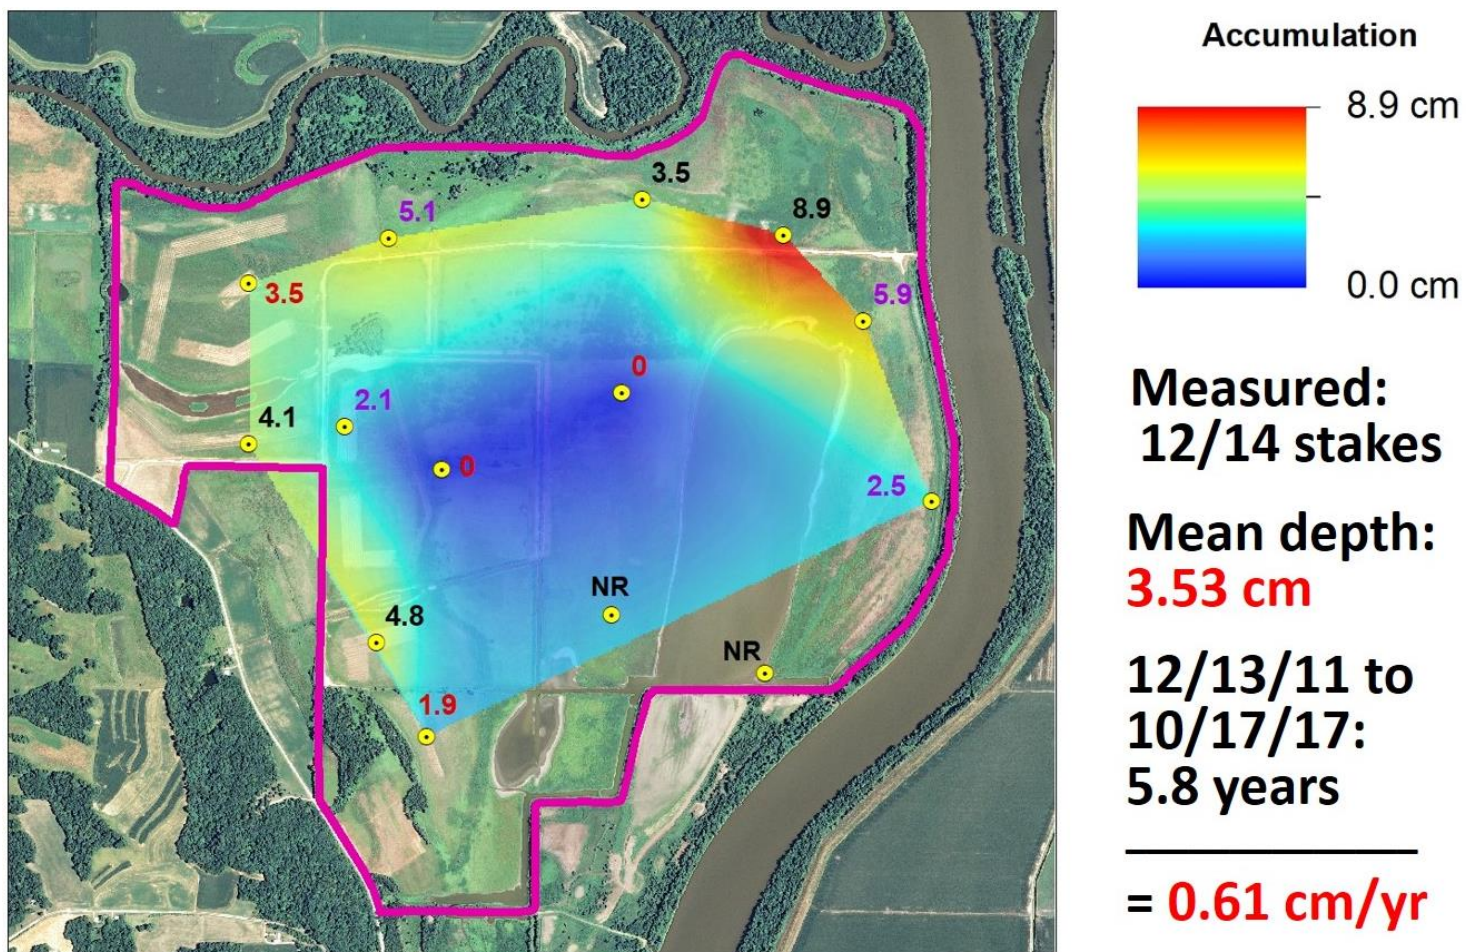 3.5
8.9
5.1
3.5
5.9
0
2.1
4.1
0
2.5
NR
4.8
NR
1.9
Accumulation
8.9 cm
0.0 cm
Measured:
12/14 stakes
Mean depth:
3.53 cm
12/13/11 to
10/17/17:
5.8 years
= 0.61 cm/yr